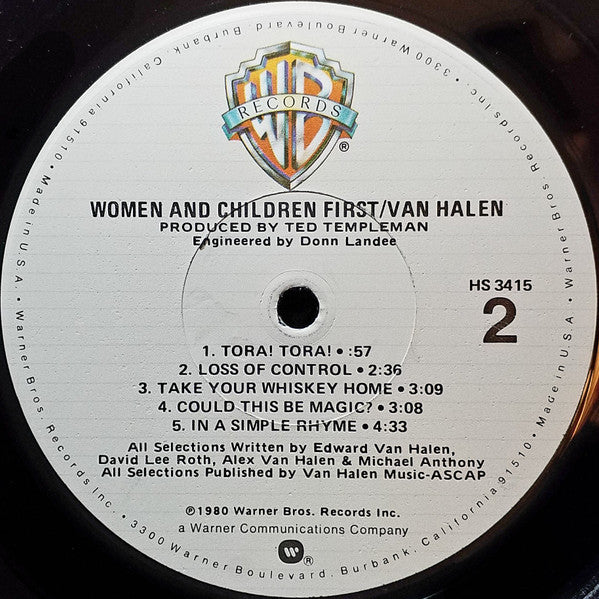 WB
RECORDS
®
WOMEN AND CHILDREN FIRST/VAN HALEN
PRODUCED BY TED TEMPLEMAN
Engineered by Donn Landee
HS 3415
2
1. TORA! TORA! • :57
2. LOSS OF CONTROL • 2:36
3. TAKE YOUR WHISKEY HOME • 3:09
4. COULD THIS BE MAGIC? • 3:08
5. IN A SIMPLE RHYME • 4:33
All Selections Written by Edward Van Halen,
David Lee Roth, Alex Van Halen & Michael Anthony
All Selections Published by Van Halen Music-ASCAP
℗1980 Warner Bros. Records Inc.
a Warner Communications Company
®
Warner Bros. Records Inc. • 3300 Warner Boulevard, Burbank, California 91510 • Made in U.S.A. • Warner Bros. Records Inc. • 3300 Warner Boulevard, Burbank, California 91510 • Made in U.S.A. •